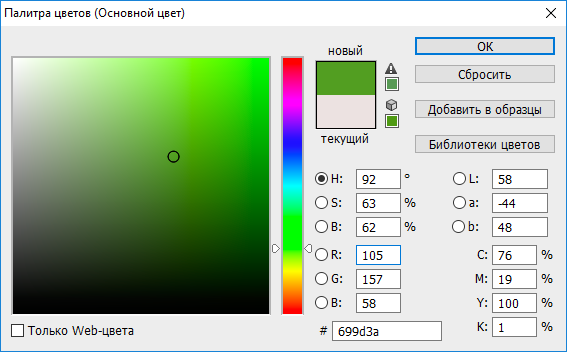 Палитра цветов (Основной цвет)
новый
текущий
OK
Сбросить
Добавить в образцы
Библиотеки цветов
H: 92 ° L: 58
S: 63 % a: -44
B: 62 % b: 48
R: 105 C: 76 %
G: 157 M: 19 %
B: 58 Y: 100 %
K: 1 %
Только Web-цвета
# 699d3a